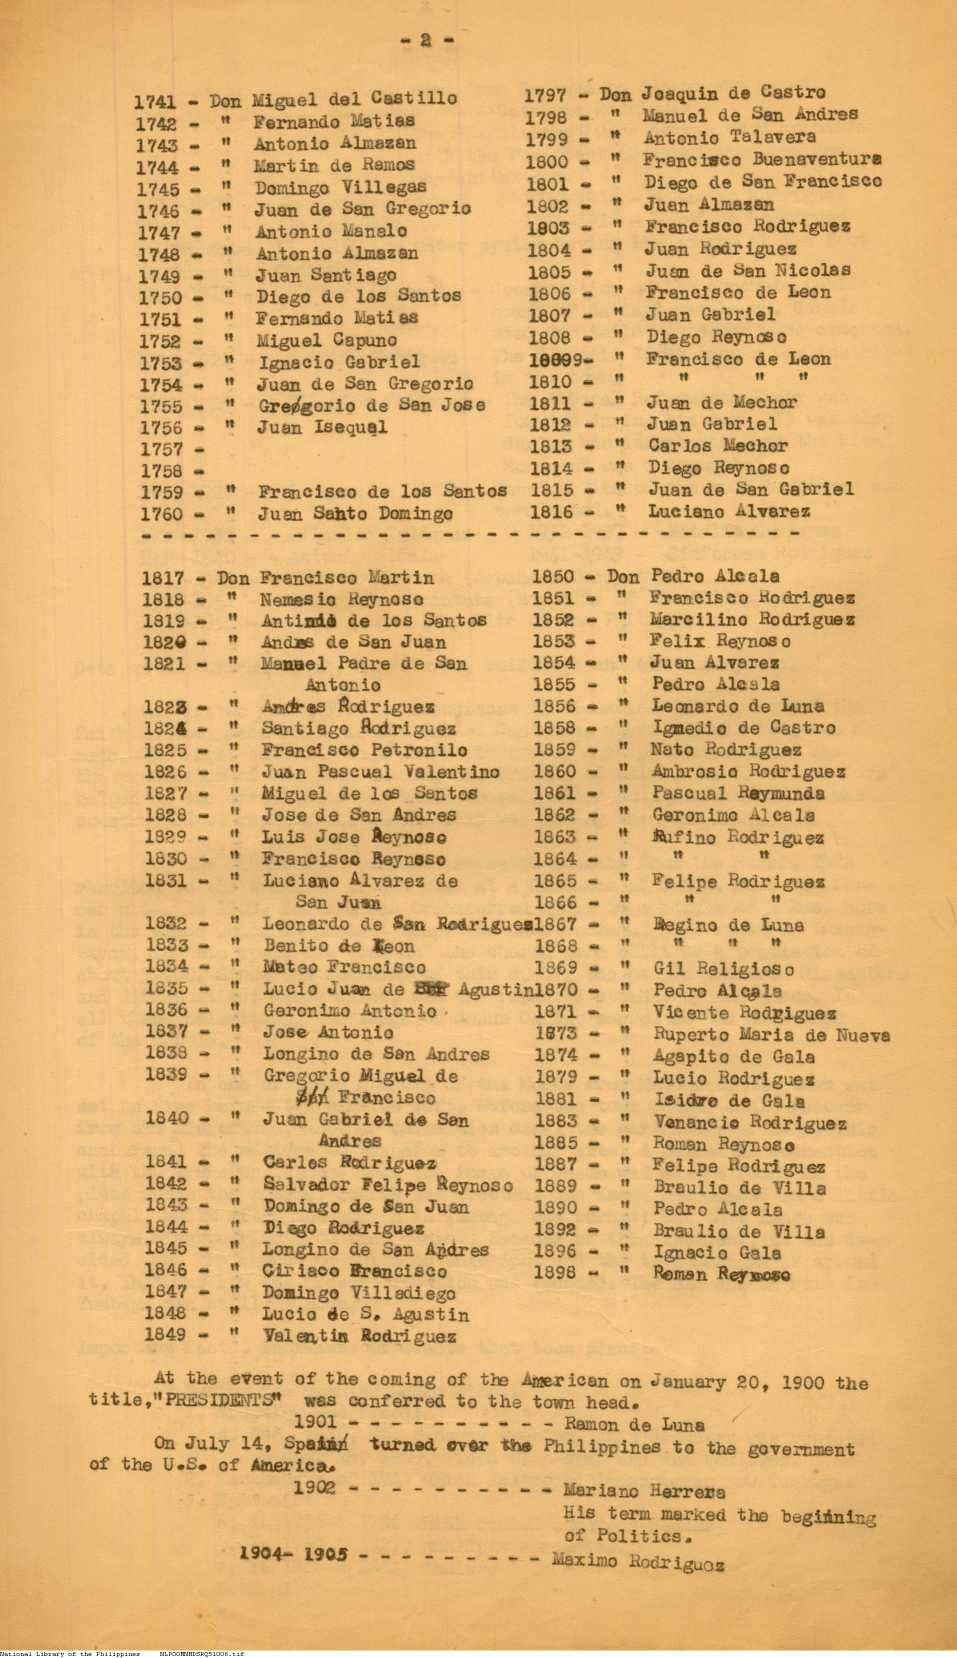 - 2 -
1741 - Don Miguel del Castillo
1742 - " Fernando Matias
1743 - " Antonio Almazan
1744 - " Martin de Ramos
1745 - " Domingo Villegas
1746 - " Juan de San Gregorio
1747 - " Antonio Manalo
1748 - " Antonio Almazan
1749 - " Juan Santiago
1750 - " Diego de los Santos
1751 - " Fernando Matias
1752 - " Miguel Capuno
1753 - " Ignacio Gabriel
1754 - " Juan de San Gregorio
1755 - " Gregorio de San Jose
1756 - " Juan Isequel
1757 -
1758 -
1759 - " Francisco de los Santos
1760 - " Juan Santo Domingo
1797 - Don Joaquin de Castro
1798 - " Manuel de San Andres
1799 - " Antonio Talavera
1800 - " Francisco Buenaventura
1801 - " Diego de San Francisco
1802 - " Juan Almazan
1803 - " Francisco Rodriguez
1804 - " Juan Rodriguez
1805 - " Juan de San Nicolas
1806 - " Francisco de Leon
1807 - " Juan Gabriel
1808 - " Diego Reynoso
18099- " Francisco de Leon
1810 - " " " "
1811 - " Juan de Mechor
1812 - " Juan Gabriel
1813 - " Carlos Mechor
1814 - " Diego Reynoso
1815 - " Juan de San Gabriel
1816 - " Luciano Alvarez
- - - - - - - - - - - - - - - - - - - - - - - - - - - - - - -
1817 - Don Francisco Martin
1818 - " Nemesio Reynoso
1819 - " Antinio de los Santos
1820 - " Andes de San Juan
1821 - " Manuel Padre de San
Antonio
1823 - " Andres Rodriguez
1824 - " Santiago Rodriguez
1825 - " Francisco Petronilo
1826 - " Juan Pascual Valentino
1827 - " Miguel de los Santos
1828 - " Jose de San Andres
1829 - " Luis Jose Reynoso
1830 - " Francisco Reynoso
1831 - " Luciano Alvarez de
San Juan
1832 - " Leonardo de San Rodrigues
1833 - " Benito de Leon
1834 - " Mateo Francisco
1835 - " Lucio Juan de Agustin
1836 - " Geronimo Antonio
1837 - " Jose Antonio
1838 - " Longino de San Andres
1839 - " Gregorio Miguel de
Francisco
1840 - " Juan Gabriel de San
Andres
1841 - " Carlos Rodriguez
1842 - " Salvador Felipe Reynoso
1843 - " Domingo de San Juan
1844 - " Diego Rodriguez
1845 - " Longino de San Andres
1846 - " Ciriaco Francisco
1847 - " Domingo Villadiego
1848 - " Lucio de S. Agustin
1849 - " Valentin Rodriguez
1850 - Don Pedro Alcala
1851 - " Francisco Rodriguez
1852 - " Marcilino Rodriguez
1853 - " Felix Reynoso
1854 - " Juan Alvarez
1855 - " Pedro Alcala
1856 - " Leonardo de Luna
1858 - " Igmedio de Castro
1859 - " Nato Rodriguez
1860 - " Ambrosio Rodriguez
1861 - " Pascual Raymunda
1862 - " Geronimo Alcala
1863 - " Rufino Rodriguez
1864 - " " "
1865 - " Felipe Rodriguez
1866 - " " "
1867 - " Regino de Luna
1868 - " " " "
1869 - " Gil Religioso
1870 - " Pedro Alcala
1871 - " Vicente Rodriguez
1873 - " Ruperto Maria de Nueva
1874 - " Agapito de Gala
1879 - " Lucio Rodriguez
1881 - " Isidro de Gala
1883 - " Venancio Rodriguez
1885 - " Roman Reynoso
1887 - " Felipe Rodriguez
1889 - " Braulio de Villa
1890 - " Pedro Alcala
1892 - " Braulio de Villa
1896 - " Ignacio Gala
1898 - " Roman Reymoso
At the event of the coming of the American on January 20, 1900 the
title,"PRESIDENTS" was conferred to the town head.
1901 - - - - - - - - - - - Ramon de Luna
On July 14, Spain turned over the Philippines to the government
of the U.S. of America.
1902 - - - - - - - - - - Mariano Herrera
His term marked the beginning
of Politics.
1904- 1905 - - - - - - - - - - Maximo Rodriguez
National Library of the Philippines NLPOOMNHDSRQ51006.tif